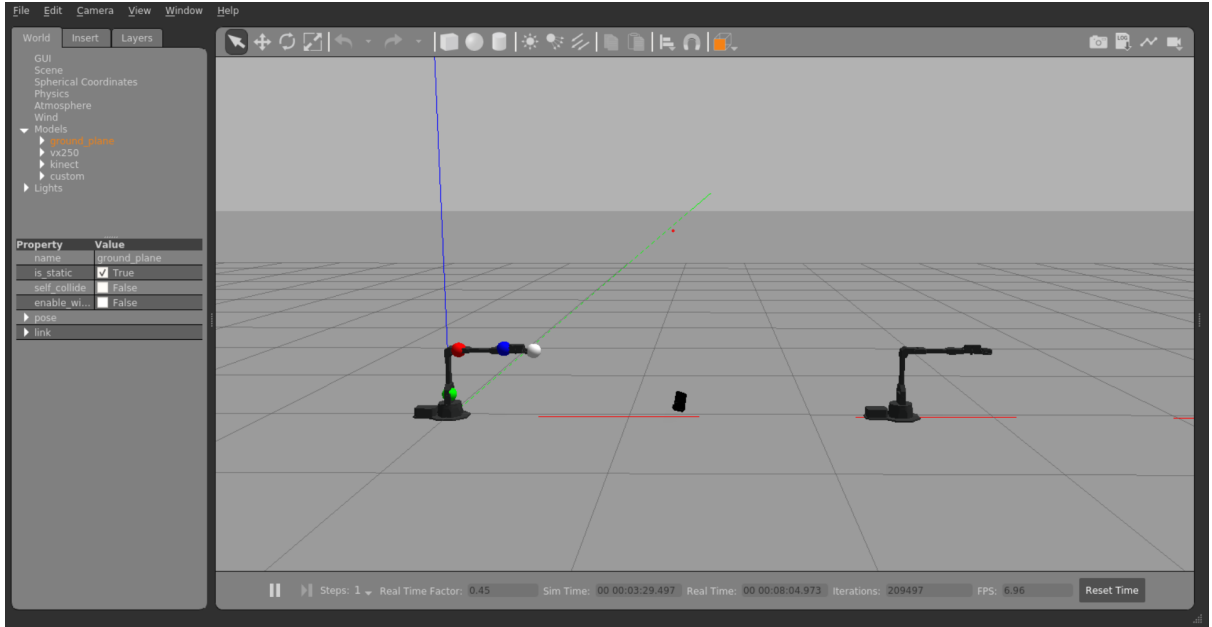 File Edit Camera View Window Help
World Insert Layers
GUI
Scene
Spherical Coordinates
Physics
Atmosphere
Wind
Models
ground_plane
vx250
kinect
custom
Lights
Property Value
name ground_plane
is_static True
self_collide False
enable_wi... False
pose
link
LOG
Steps: 1 Real Time Factor: 0.45 Sim Time: 00 00:03:29.497 Real Time: 00 00:08:04.973 Iterations: 209497 FPS: 6.96 Reset Time